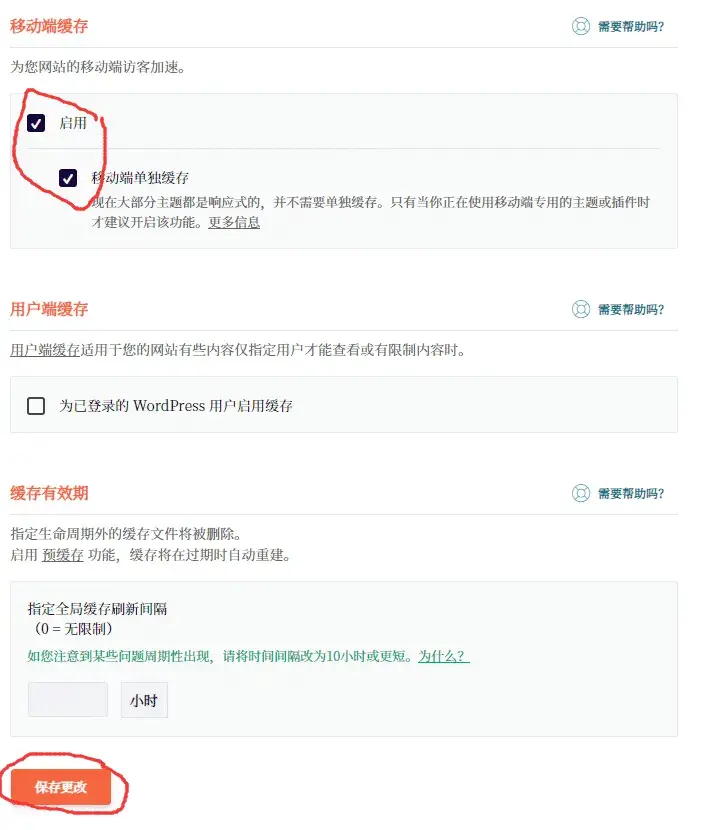 移动端缓存
需要帮助吗？
为您网站的移动端访客加速。
启用
移动端单独缓存
现在大部分主题都是响应式的，并不需要单独缓存。只有当你正在使用移动端专用的主题或插件时
才建议开启该功能。更多信息
用户端缓存
需要帮助吗？
用户端缓存适用于您的网站有些内容仅指定用户才能查看或有限制内容时。
为已登录的 WordPress 用户启用缓存
缓存有效期
需要帮助吗？
指定生命周期外的缓存文件将被删除。
启用 预缓存 功能，缓存将在过期时自动重建。
指定全局缓存刷新间隔
（0 = 无限制）
如您注意到某些问题周期性出现，请将时间间隔改为10小时或更短。为什么？
小时
保存更改